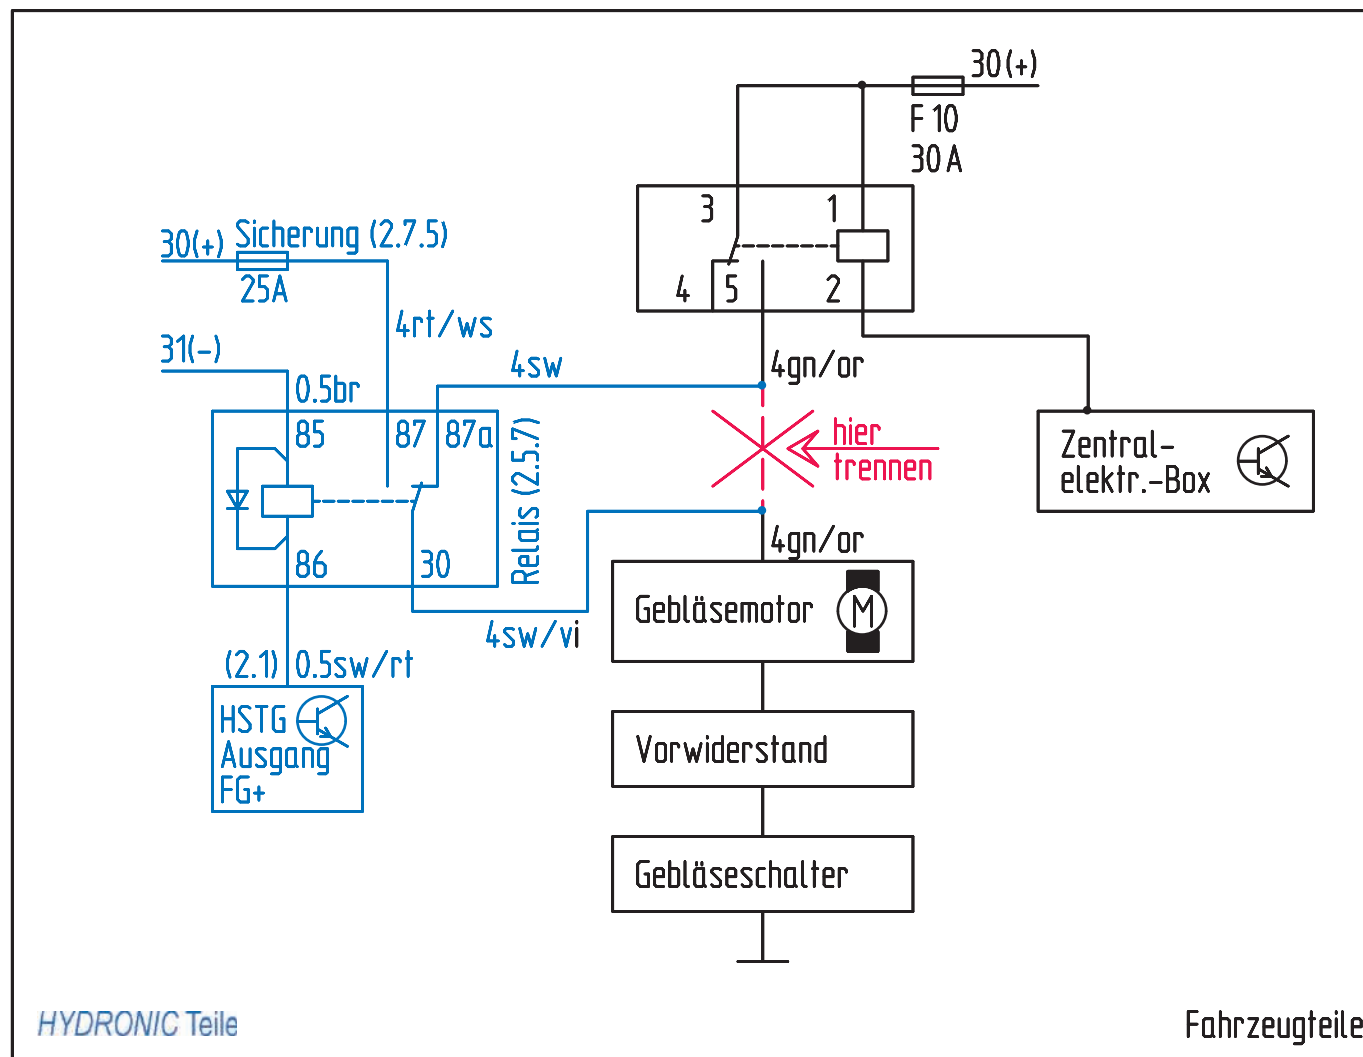 30(+)
F 10
30 A
3
1
4
5
2
30(+)
Sicherung (2.7.5)
25A
4rt/ws
31(-)
0.5br
4sw
4gn/or
85
87
87a
Relais (2.5.7)
hier
trennen
Zentral-
elektr.-Box
86
30
4gn/or
4sw/vi
Gebläsemotor
M
(2.1)
0.5sw/rt
HSTG
Ausgang
FG+
Vorwiderstand
Gebläseschalter
HYDRONIC Teile
Fahrzeugteile